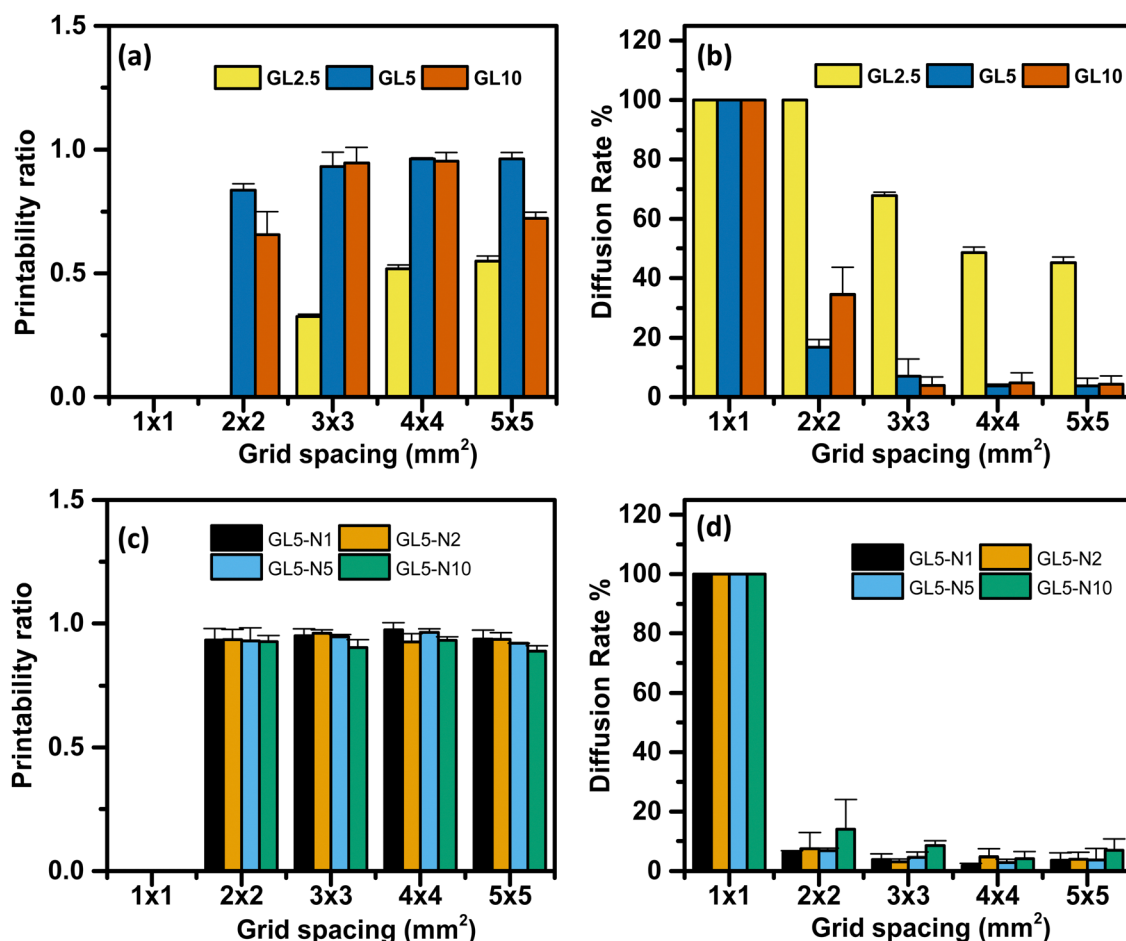 (a)
GL2.5 GL5 GL10
Printability ratio
1.5
1.0
0.5
0.0
1x1 2x2 3x3 4x4 5x5
Grid spacing (mm²)
(b)
GL2.5 GL5 GL10
Diffusion Rate %
120
100
80
60
40
20
0
1x1 2x2 3x3 4x4 5x5
Grid spacing (mm²)
(c)
GL5-N1 GL5-N2
GL5-N5 GL5-N10
Printability ratio
1.5
1.0
0.5
0.0
1x1 2x2 3x3 4x4 5x5
Grid spacing (mm²)
(d)
GL5-N1 GL5-N2
GL5-N5 GL5-N10
Diffusion Rate %
120
100
80
60
40
20
0
1x1 2x2 3x3 4x4 5x5
Grid spacing (mm²)